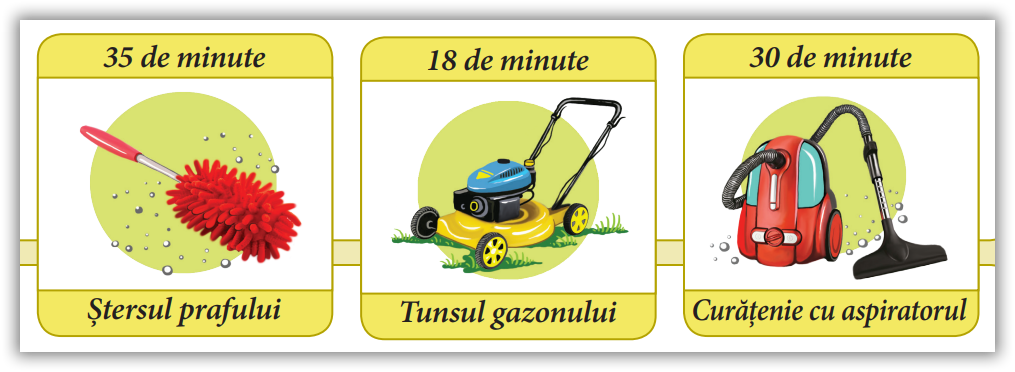 35 de minute
18 de minute
30 de minute
Ștersul prafului
Tunsul gazonului
Curățenie cu aspiratorul